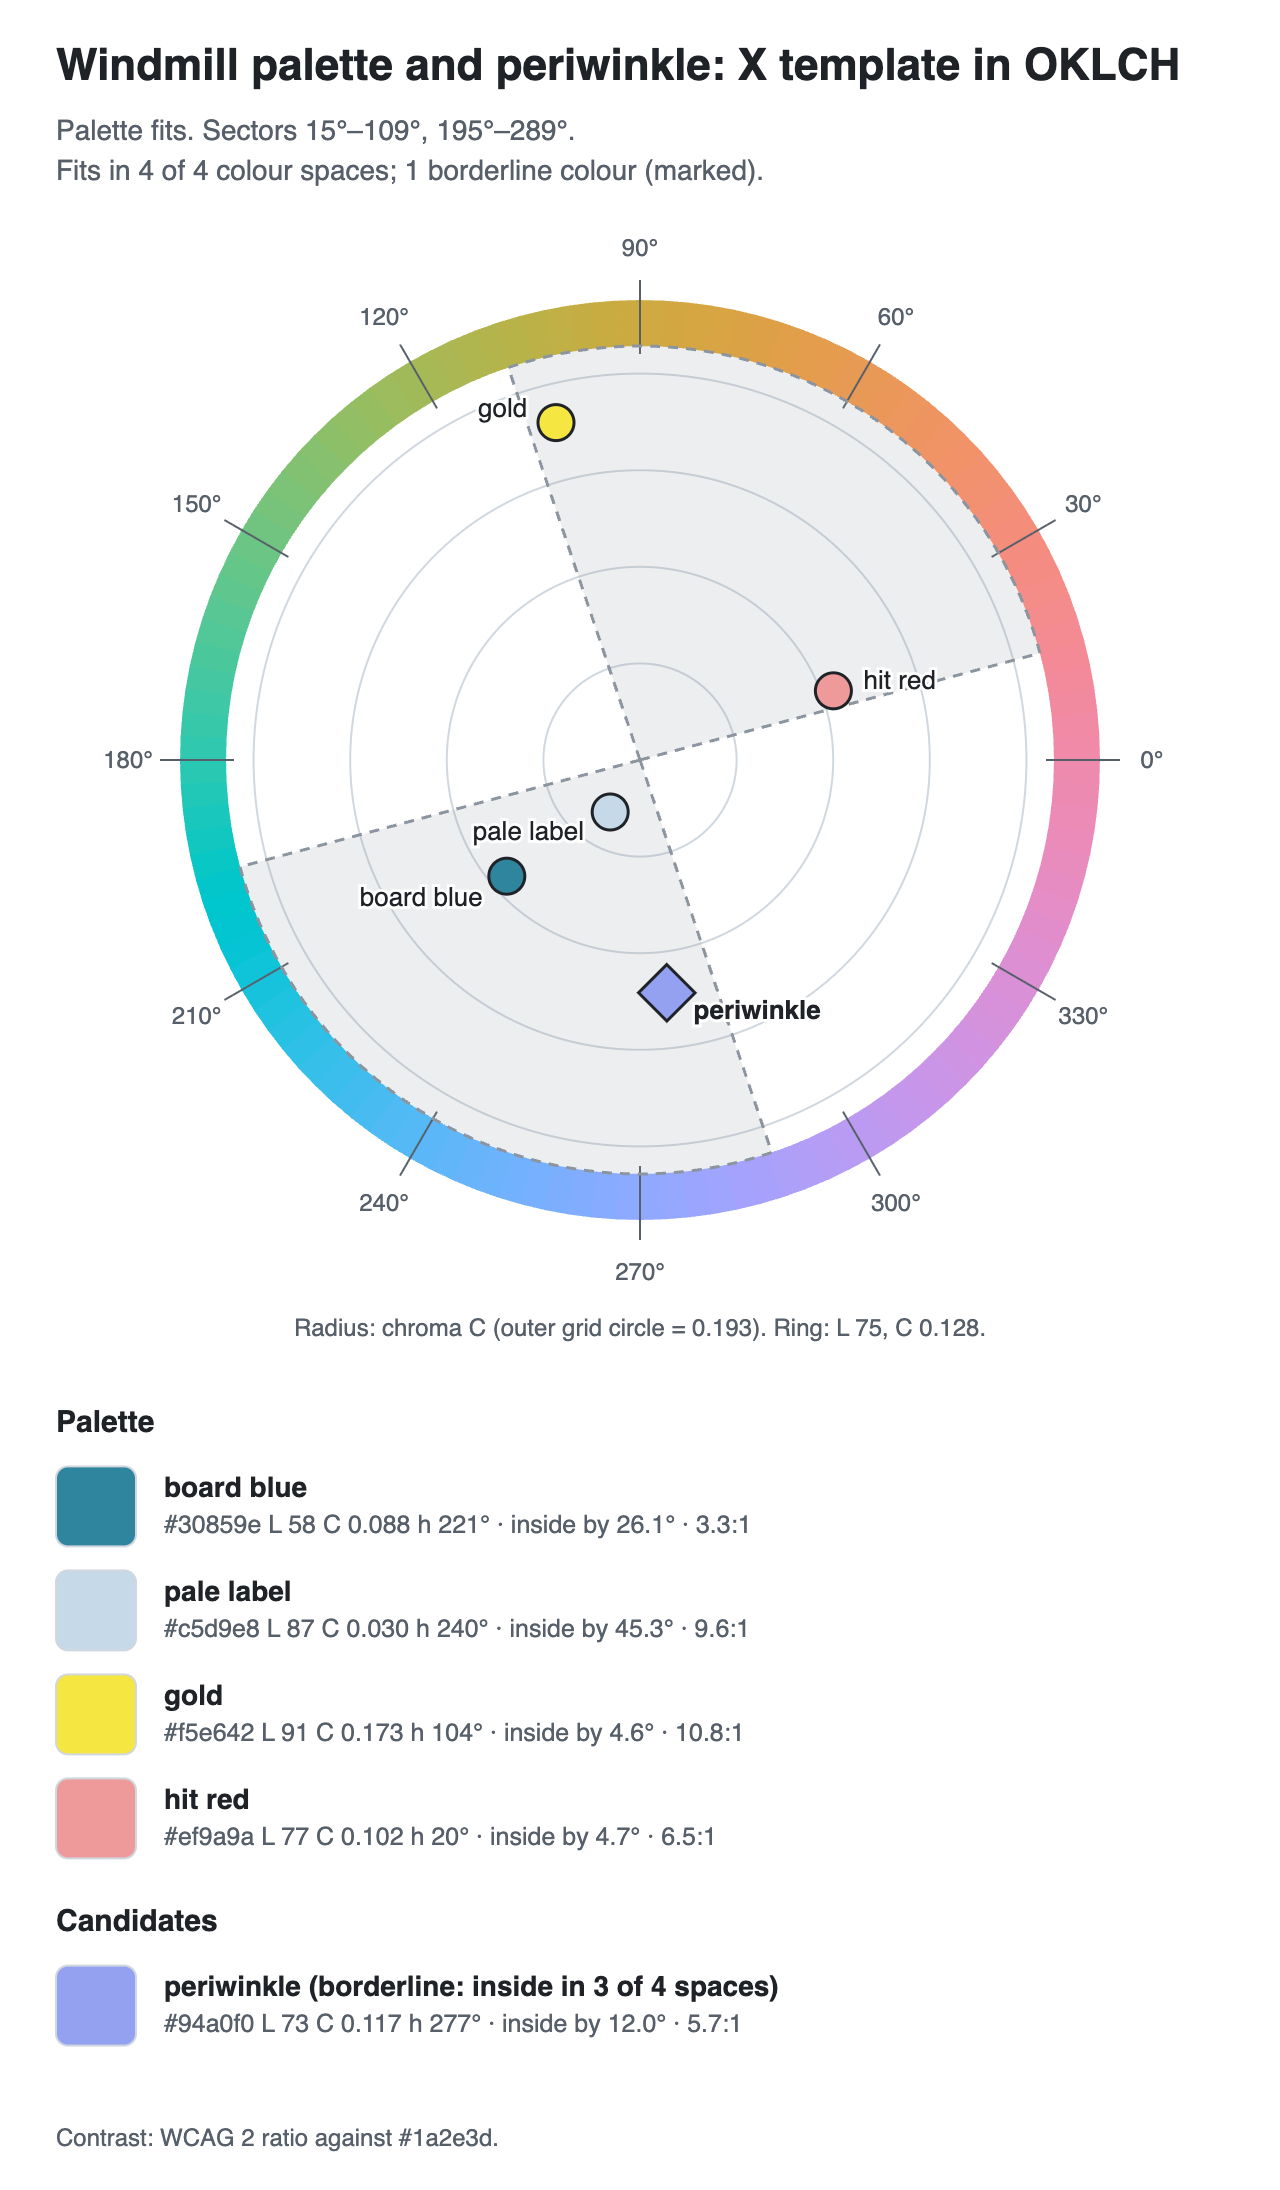 Windmill palette and periwinkle: X template in OKLCH
Palette fits. Sectors 15°–109°, 195°–289°.
Fits in 4 of 4 colour spaces; 1 borderline colour (marked).
90°
120°
60°
gold
150°
30°
hit red
180°
0°
pale label
board blue
periwinkle
210°
330°
240°
300°
270°
Radius: chroma C (outer grid circle = 0.193). Ring: L 75, C 0.128.
Palette
board blue
#30859e L 58 C 0.088 h 221° · inside by 26.1° · 3.3:1
pale label
#c5d9e8 L 87 C 0.030 h 240° · inside by 45.3° · 9.6:1
gold
#f5e642 L 91 C 0.173 h 104° · inside by 4.6° · 10.8:1
hit red
#ef9a9a L 77 C 0.102 h 20° · inside by 4.7° · 6.5:1
Candidates
periwinkle (borderline: inside in 3 of 4 spaces)
#94a0f0 L 73 C 0.117 h 277° · inside by 12.0° · 5.7:1
Contrast: WCAG 2 ratio against #1a2e3d.